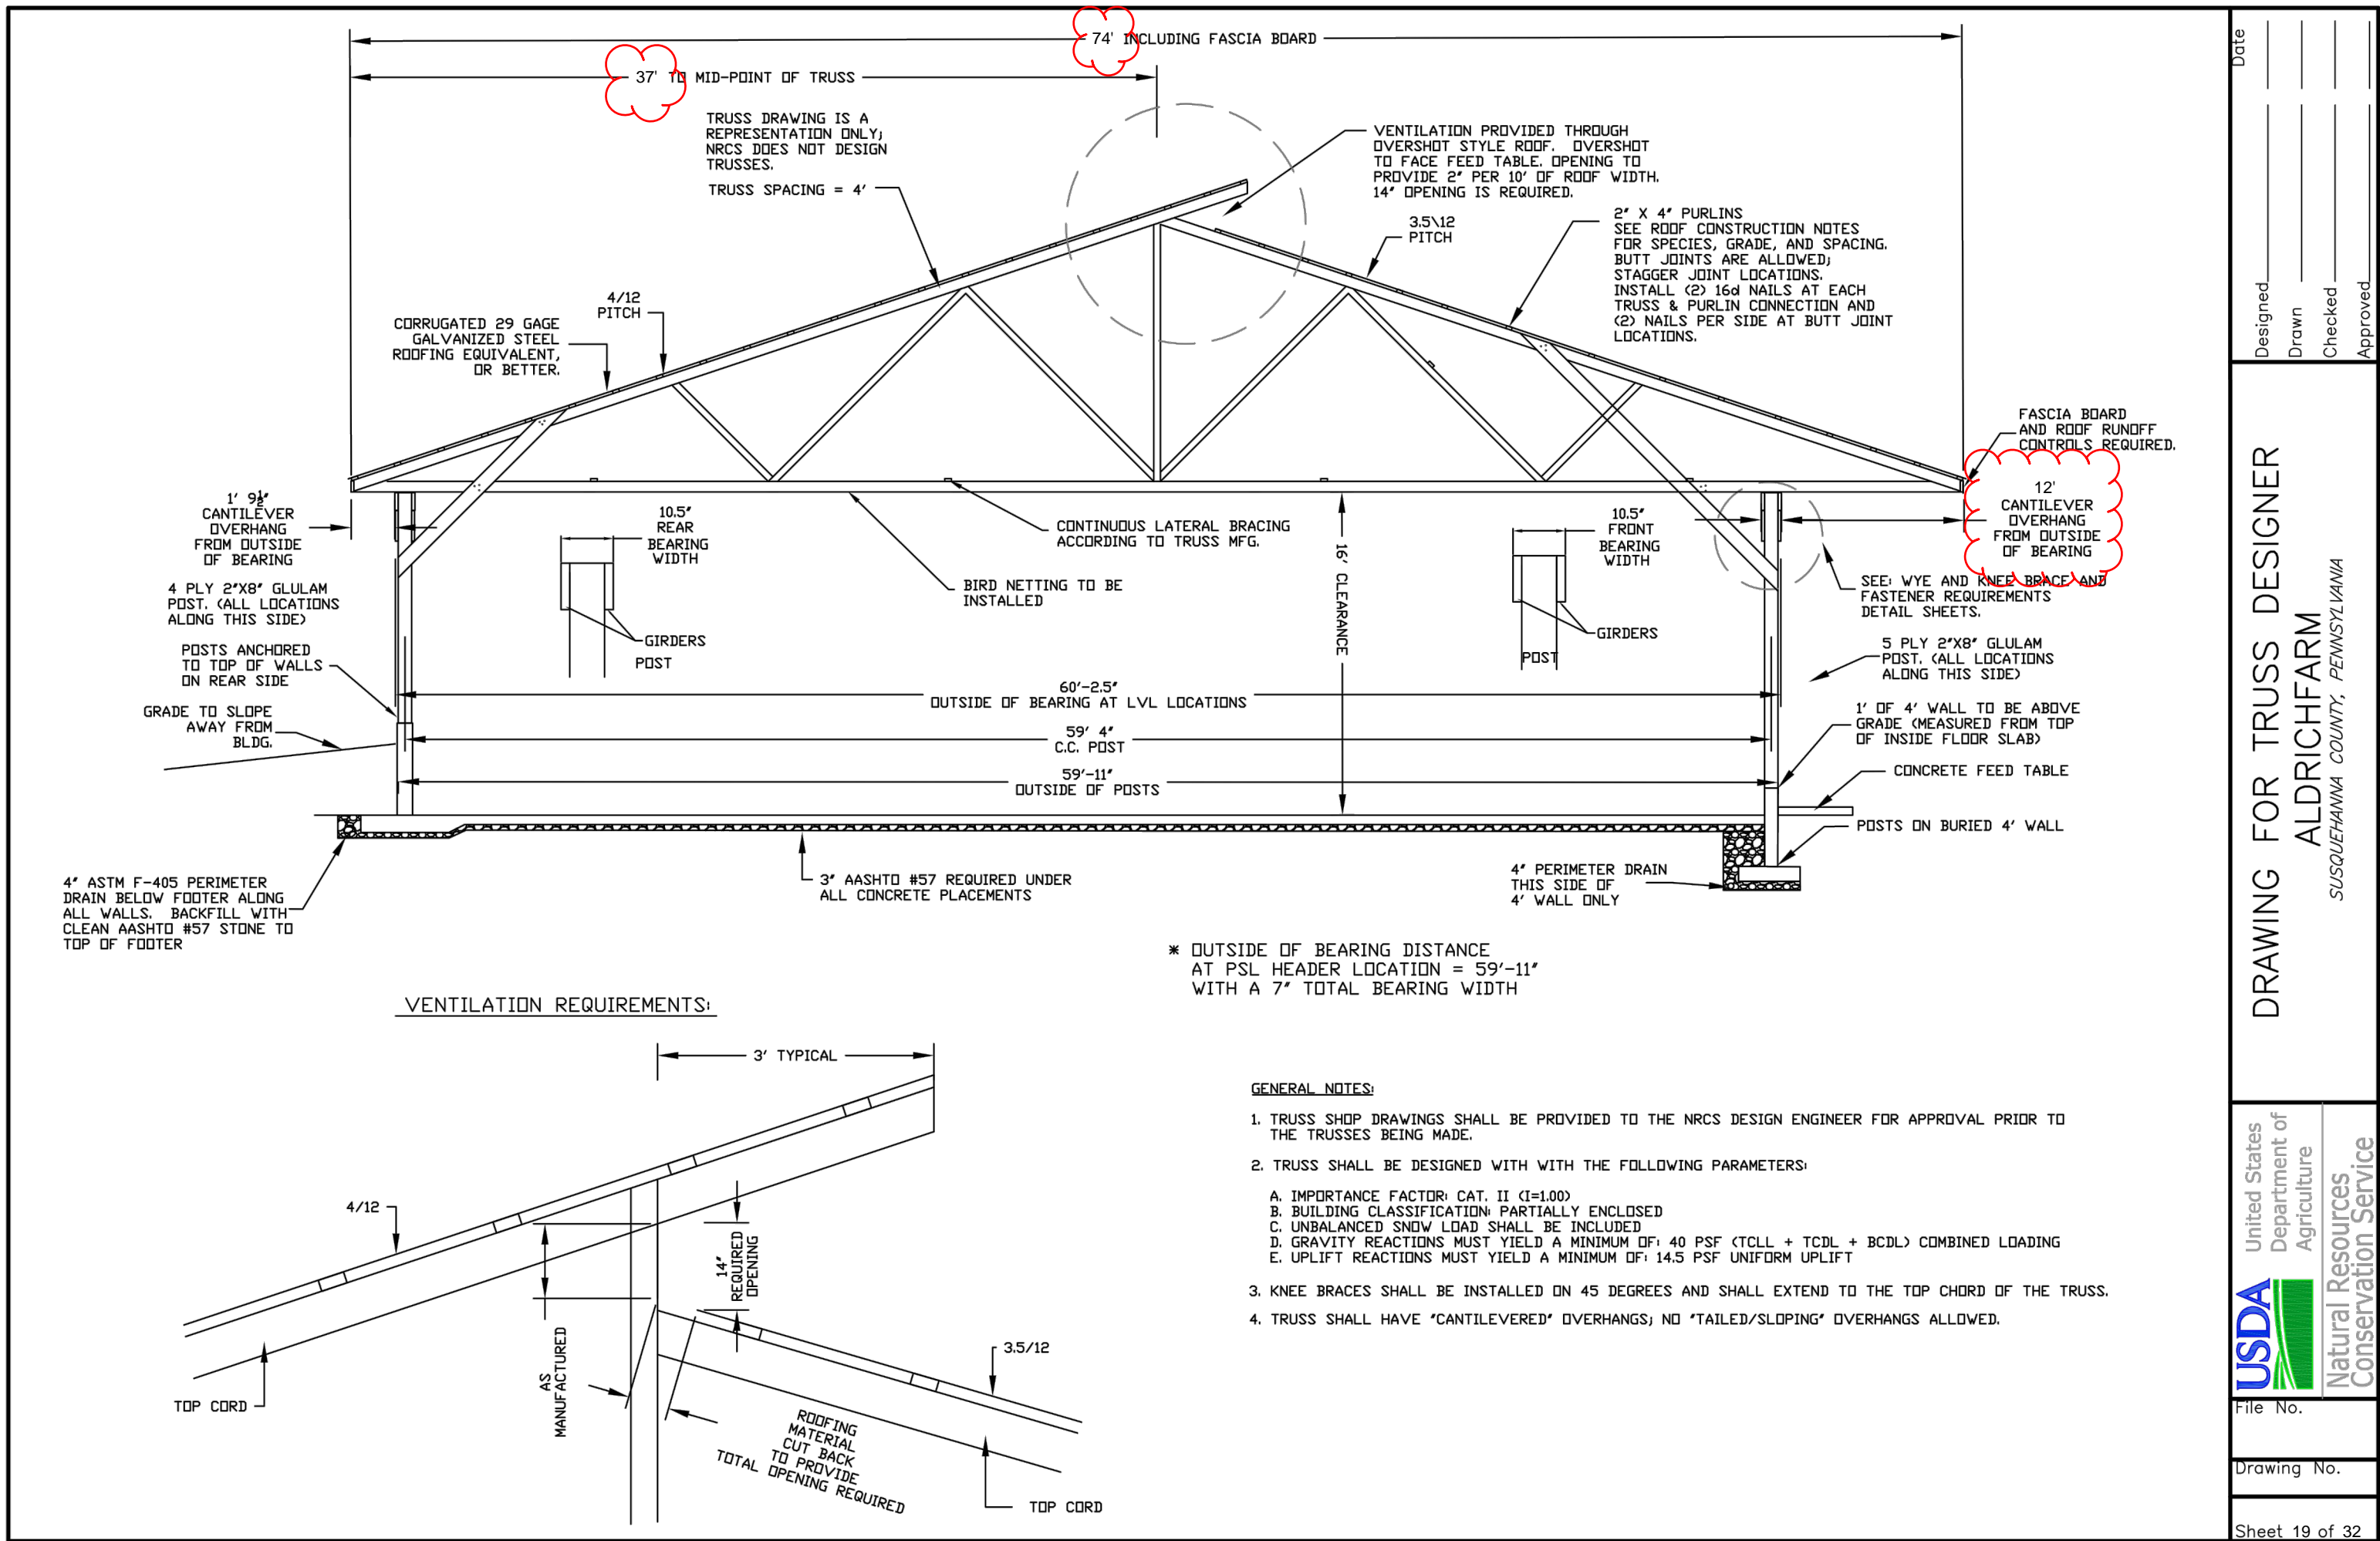 74' INCLUDING FASCIA BOARD
37' TO MID-POINT OF TRUSS
TRUSS DRAWING IS A
REPRESENTATION ONLY;
NRCS DOES NOT DESIGN
TRUSSES.
TRUSS SPACING = 4'
VENTILATION PROVIDED THROUGH
OVERSHOT STYLE ROOF. OVERSHOT
TO FACE FEED TABLE. OPENING TO
PROVIDE 2" PER 10' OF ROOF WIDTH.
14" OPENING IS REQUIRED.
3.5\12
PITCH
2" X 4" PURLINS
SEE ROOF CONSTRUCTION NOTES
FOR SPECIES, GRADE, AND SPACING.
BUTT JOINTS ARE ALLOWED;
STAGGER JOINT LOCATIONS.
INSTALL (2) 16d NAILS AT EACH
TRUSS & PURLIN CONNECTION AND
(2) NAILS PER SIDE AT BUTT JOINT
LOCATIONS.
4/12
PITCH
CORRUGATED 29 GAGE
GALVANIZED STEEL
ROOFING EQUIVALENT,
OR BETTER.
FASCIA BOARD
AND ROOF RUNOFF
CONTROLS REQUIRED.
1' 9½"
CANTILEVER
OVERHANG
FROM OUTSIDE
OF BEARING
12'
CANTILEVER
OVERHANG
FROM OUTSIDE
OF BEARING
10.5"
REAR
BEARING
WIDTH
CONTINUOUS LATERAL BRACING
ACCORDING TO TRUSS MFG.
10.5"
FRONT
BEARING
WIDTH
16' CLEARANCE
BIRD NETTING TO BE
INSTALLED
SEE: WYE AND KNEE BRACE AND
FASTENER REQUIREMENTS
DETAIL SHEETS.
4 PLY 2"X8" GLULAM
POST. (ALL LOCATIONS
ALONG THIS SIDE)
GIRDERS
POST
GIRDERS
POST
POSTS ANCHORED
TO TOP OF WALLS
ON REAR SIDE
5 PLY 2"X8" GLULAM
POST. (ALL LOCATIONS
ALONG THIS SIDE)
GRADE TO SLOPE
AWAY FROM
BLDG.
60'-2.5"
OUTSIDE OF BEARING AT LVL LOCATIONS
59' 4"
C.C. POST
59'-11"
OUTSIDE OF POSTS
1' OF 4' WALL TO BE ABOVE
GRADE (MEASURED FROM TOP
OF INSIDE FLOOR SLAB)
CONCRETE FEED TABLE
POSTS ON BURIED 4' WALL
4" ASTM F-405 PERIMETER
DRAIN BELOW FOOTER ALONG
ALL WALLS. BACKFILL WITH
CLEAN AASHTO #57 STONE TO
TOP OF FOOTER
3" AASHTO #57 REQUIRED UNDER
ALL CONCRETE PLACEMENTS
4" PERIMETER DRAIN
THIS SIDE OF
4' WALL ONLY
* OUTSIDE OF BEARING DISTANCE
AT PSL HEADER LOCATION = 59'-11"
WITH A 7" TOTAL BEARING WIDTH
VENTILATION REQUIREMENTS:
3' TYPICAL
4/12
14"
REQUIRED
OPENING
AS
MANUFACTURED
3.5/12
TOP CORD
ROOFING
MATERIAL
CUT BACK
TO PROVIDE
TOTAL OPENING REQUIRED
TOP CORD
GENERAL NOTES:
1. TRUSS SHOP DRAWINGS SHALL BE PROVIDED TO THE NRCS DESIGN ENGINEER FOR APPROVAL PRIOR TO
THE TRUSSES BEING MADE.
2. TRUSS SHALL BE DESIGNED WITH WITH THE FOLLOWING PARAMETERS:
A. IMPORTANCE FACTOR: CAT. II (I=1.00)
B. BUILDING CLASSIFICATION: PARTIALLY ENCLOSED
C. UNBALANCED SNOW LOAD SHALL BE INCLUDED
D. GRAVITY REACTIONS MUST YIELD A MINIMUM OF: 40 PSF (TCLL + TCDL + BCDL) COMBINED LOADING
E. UPLIFT REACTIONS MUST YIELD A MINIMUM OF: 14.5 PSF UNIFORM UPLIFT
3. KNEE BRACES SHALL BE INSTALLED ON 45 DEGREES AND SHALL EXTEND TO THE TOP CHORD OF THE TRUSS.
4. TRUSS SHALL HAVE "CANTILEVERED" OVERHANGS; NO "TAILED/SLOPING" OVERHANGS ALLOWED.
Date
Designed
Drawn
Checked
Approved
DRAWING FOR TRUSS DESIGNER
ALDRICHFARM
SUSQUEHANNA COUNTY, PENNSYLVANIA
United States
Department of
Agriculture
USDA
Natural Resources
Conservation Service
File No.
Drawing No.
Sheet 19 of 32